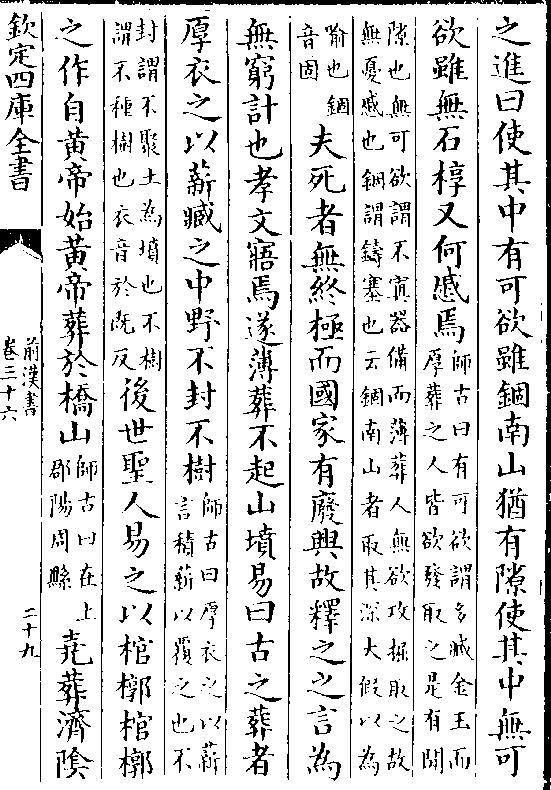 之進曰使其中有可欲雖錮南山猶有隙使其中無可
欲雖無石椁又何慼焉
師古曰有可欲謂多臧金玉而
厚葬之人皆欲發取之是有間
隙也無可欲謂不寘器備而薄葬人無欲攻掘取之故
無憂慼也錮謂鑄塞也云錮南山者取其深大假以為
喻也錮
音固
夫死者無終極而國家有廢興故釋之之言為
無窮計也孝文寤焉遂薄葬不起山墳易曰古之葬者
厚衣之以薪臧之中野不封不樹
師古曰厚衣之以薪
言積薪以覆之也不
封謂不聚土為墳也不樹
謂不種樹也衣音於既反
後世聖人易之以棺槨棺槨
之作自黃帝始黃帝葬於橋山
師古曰在上
郡陽周縣
堯葬濟陰
欽定四庫全書
前漢書
卷三十六
二十九